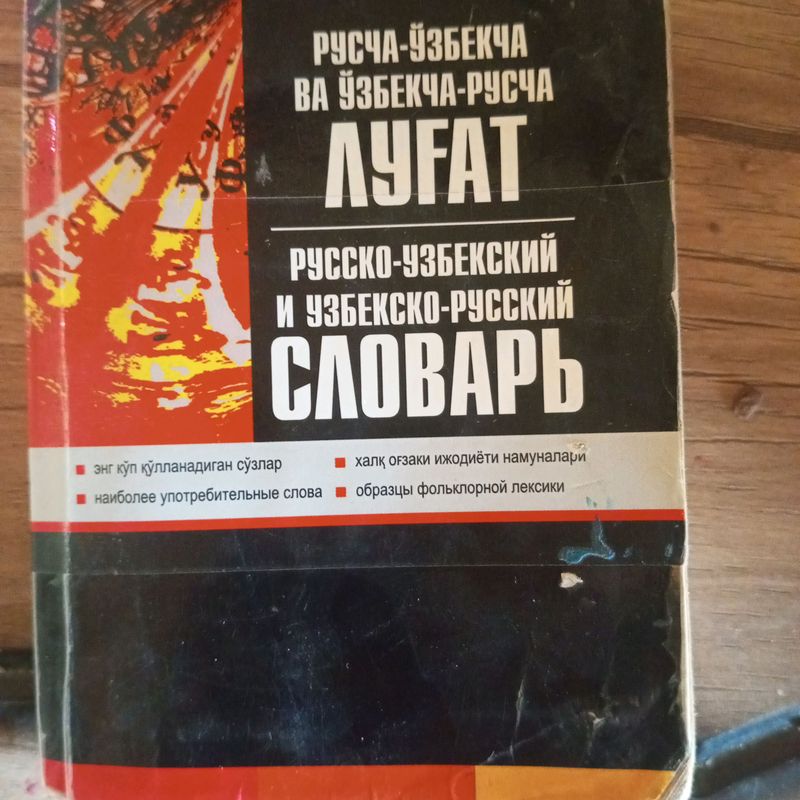 РУСЧА-ЎЗБЕКЧА
ВА ЎЗБЕКЧА-РУСЧА
ЛУҒАТ
РУССКО-УЗБЕКСКИЙ
И УЗБЕКСКО-РУССКИЙ
СЛОВАРЬ
энг кўп қўлланадиган сўзлар
наиболее употребительные слова
халқ оғзаки ижодиёти намуналари
образцы фольклорной лексики